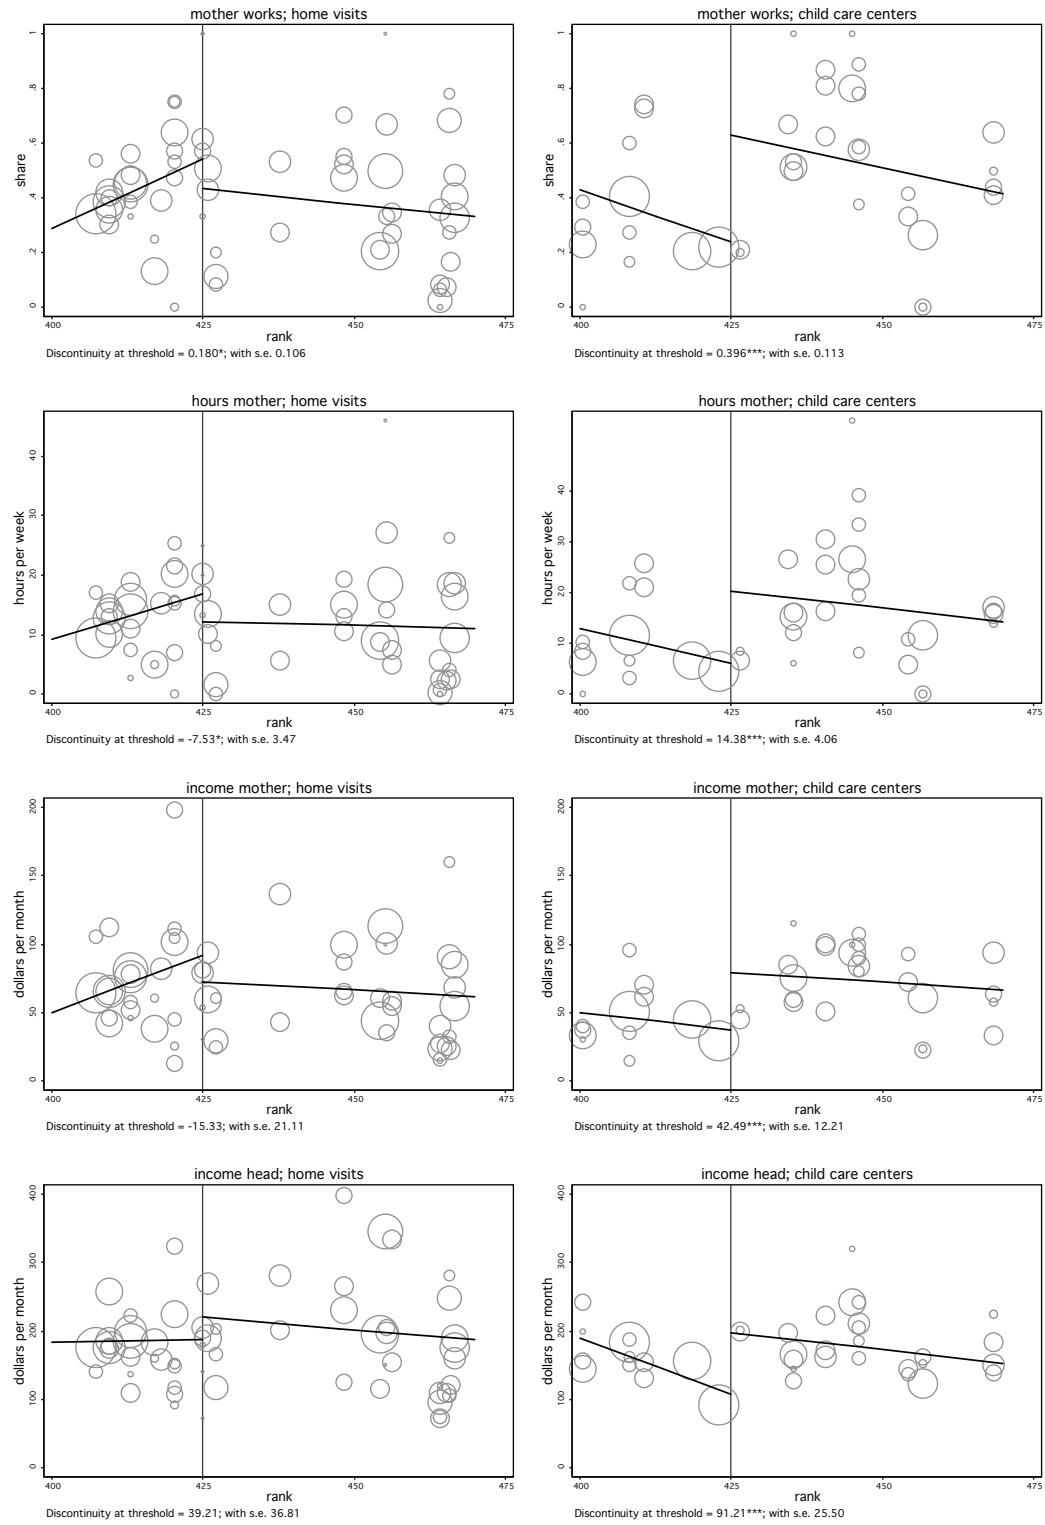 mother works; home visits
share
0 .2 .4 .6 .8 1
400 425 450 475
rank
Discontinuity at threshold = 0.180*; with s.e. 0.106
mother works; child care centers
share
0 .2 .4 .6 .8 1
400 425 450 475
rank
Discontinuity at threshold = 0.396***; with s.e. 0.113
hours mother; home visits
hours per week
0 10 20 30 40
400 425 450 475
rank
Discontinuity at threshold = -7.53*; with s.e. 3.47
hours mother; child care centers
hours per week
0 10 20 30 40
400 425 450 475
rank
Discontinuity at threshold = 14.38***; with s.e. 4.06
income mother; home visits
dollars per month
0 50 100 150 200
400 425 450 475
rank
Discontinuity at threshold = -15.33; with s.e. 21.11
income mother; child care centers
dollars per month
0 50 100 150 200
400 425 450 475
rank
Discontinuity at threshold = 42.49***; with s.e. 12.21
income head; home visits
dollars per month
0 100 200 300 400
400 425 450 475
rank
Discontinuity at threshold = 39.21; with s.e. 36.81
income head; child care centers
dollars per month
0 100 200 300 400
400 425 450 475
rank
Discontinuity at threshold = 91.21***; with s.e. 25.50